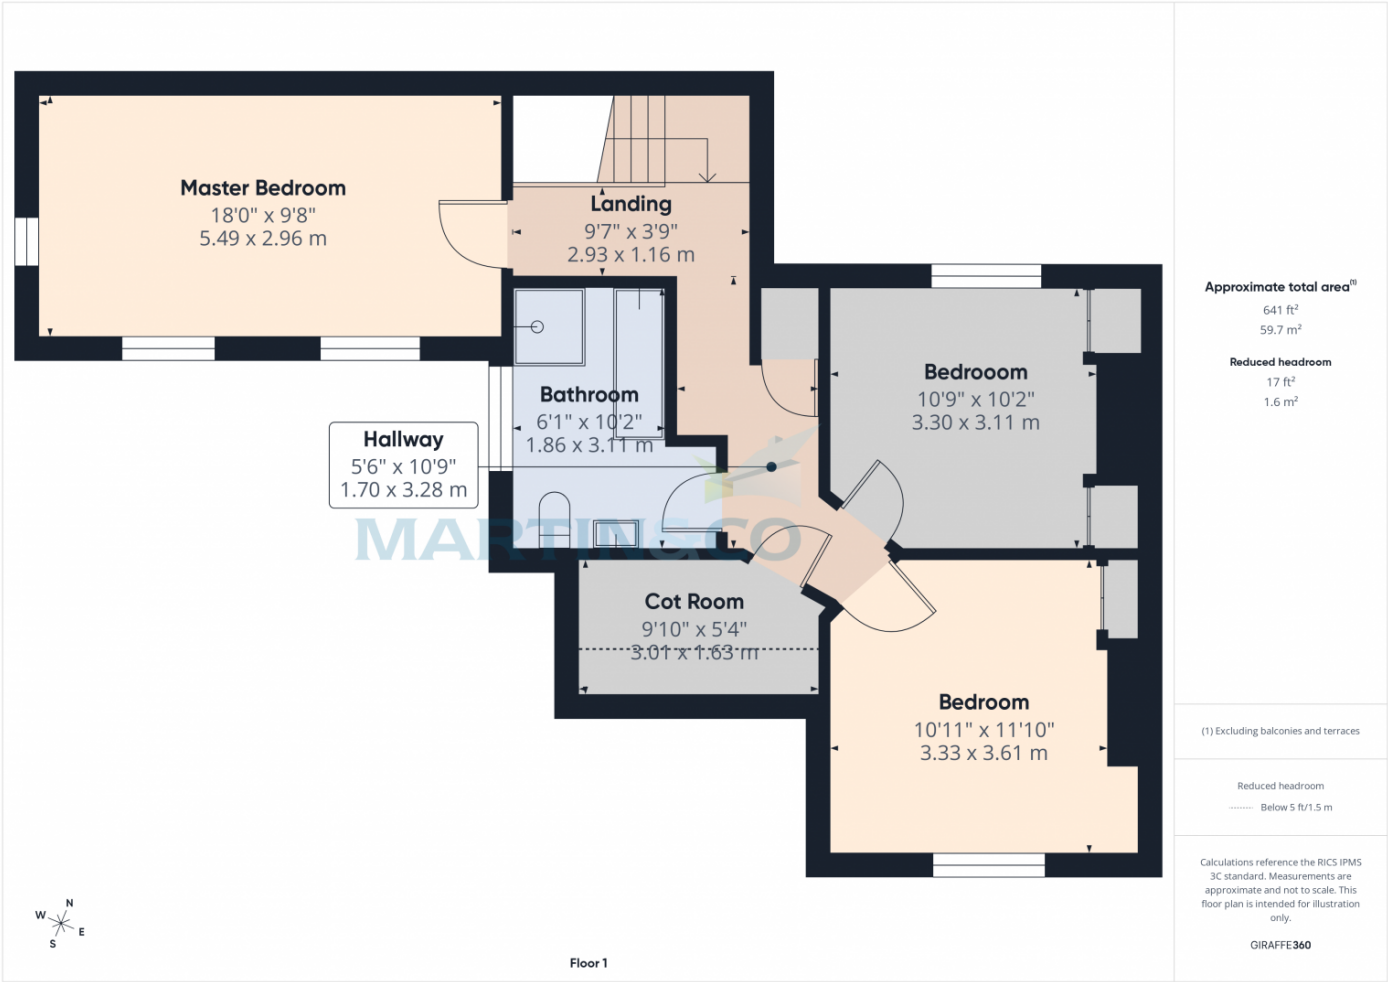 Master Bedroom
18'0" x 9'8"
5.49 x 2.96 m
Landing
9'7" x 3'9"
2.93 x 1.16 m
Bathroom
6'1" x 10'2"
1.86 x 3.11 m
Hallway
5'6" x 10'9"
1.70 x 3.28 m
Bedrooom
10'9" x 10'2"
3.30 x 3.11 m
MARTIN&CO
Cot Room
9'10" x 5'4"
3.01 x 1.63 m
Bedroom
10'11" x 11'10"
3.33 x 3.61 m
N
W
E
S
Floor 1
Approximate total area(1)
641 ft²
59.7 m²
Reduced headroom
17 ft²
1.6 m²
(1) Excluding balconies and terraces
Reduced headroom
Below 5 ft/1.5 m
Calculations reference the RICS IPMS
3C standard. Measurements are
approximate and not to scale. This
floor plan is intended for illustration
only.
GIRAFFE360